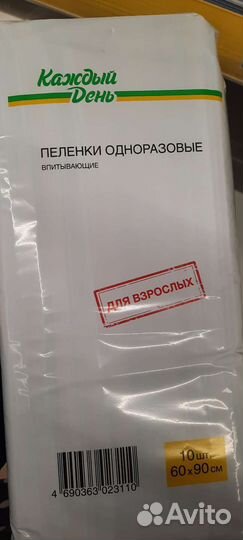 Каждый
День
ПЕЛЕНКИ ОДНОРАЗОВЫЕ
ВПИТЫВАЮЩИЕ
ДЛЯ ВЗРОСЛЫХ
10 шт.
60 x 90 см
4 690363 023110
Avito